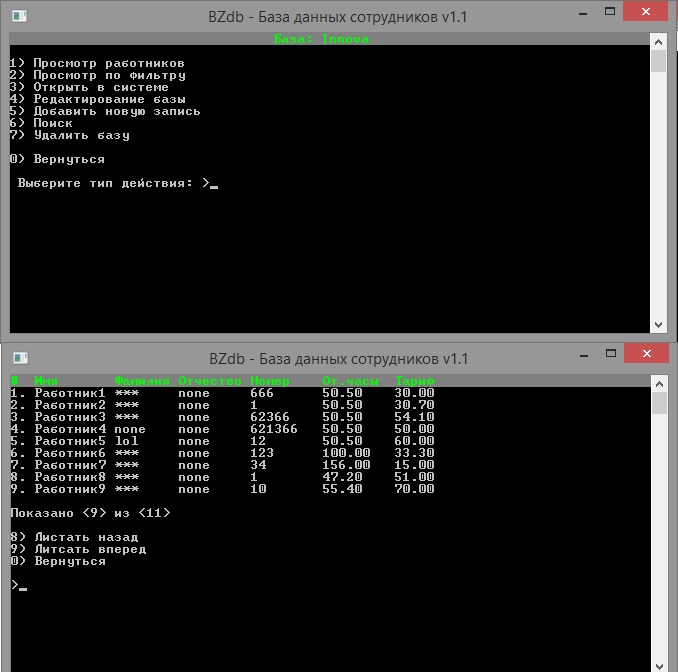 BZdb - База данных сотрудников v1.1
База: Innova
1) Просмотр работников
2) Просмотр по фильтру
3) Открыть в системе
4) Редактирование базы
5) Добавить новую запись
6) Поиск
7) Удалить базу
0) Вернуться
Выберите тип действия: >_
BZdb - База данных сотрудников v1.1
# Имя Фамилия Отчество Номер От.часы Тариф
1. Работник1 *** none 666 50.50 30.00
2. Работник2 *** none 1 50.50 30.70
3. Работник3 *** none 62366 50.50 54.10
4. Работник4 none none 621366 50.50 50.00
5. Работник5 lol none 12 50.50 60.00
6. Работник6 *** none 123 100.00 33.30
7. Работник7 *** none 34 156.00 15.00
8. Работник8 *** none 1 47.20 51.00
9. Работник9 *** none 10 55.40 70.00
Показано <9> из <11>
8) Листать назад
9) Литсать вперед
0) Вернуться
>_